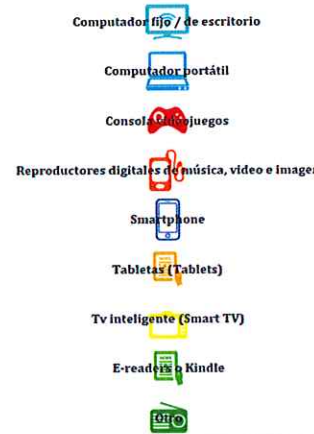 Computador fijo / de escritorio
Computador portátil
Consola videojuegos
Reproductores digitales de música, video e imagen
Smartphone
Tabletas (Tablets)
Tv inteligente (Smart TV)
E-readers o Kindle
Otro